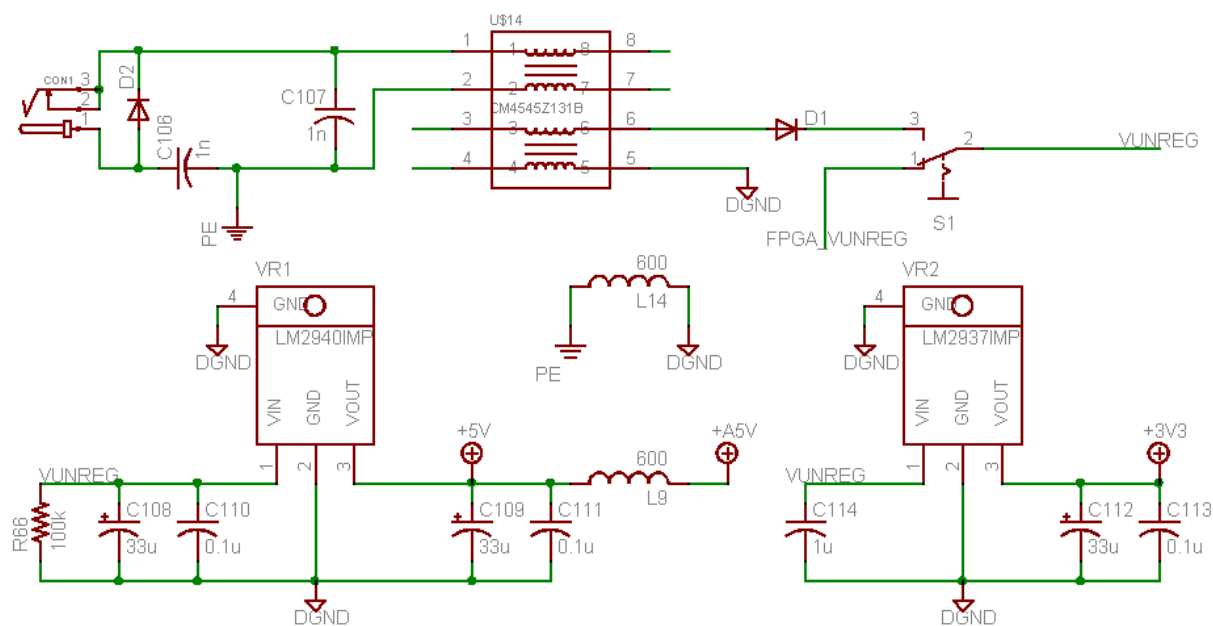 U$14
1 1 8 8
CON1 3
2
1
D2
C107
1n
C106
1n
2 2 7 7
CM4545Z131B
3 3 6 6
4 4 5 5
D1
3
1
2
VUNREG
S1
DGND
PE
FPGA_VUNREG
VR1
4 GND
LM2940IMP
DGND
VIN
GND
VOUT
1
2
3
600
L14
PE
DGND
VR2
4 GND
LM2937IMP
DGND
VIN
GND
VOUT
1
2
3
VUNREG
R66
100k
C108
33u
C110
0.1u
+5V
C109
33u
C111
0.1u
600
L9
+A5V
DGND
VUNREG
C114
1u
+3V3
C112
33u
C113
0.1u
DGND